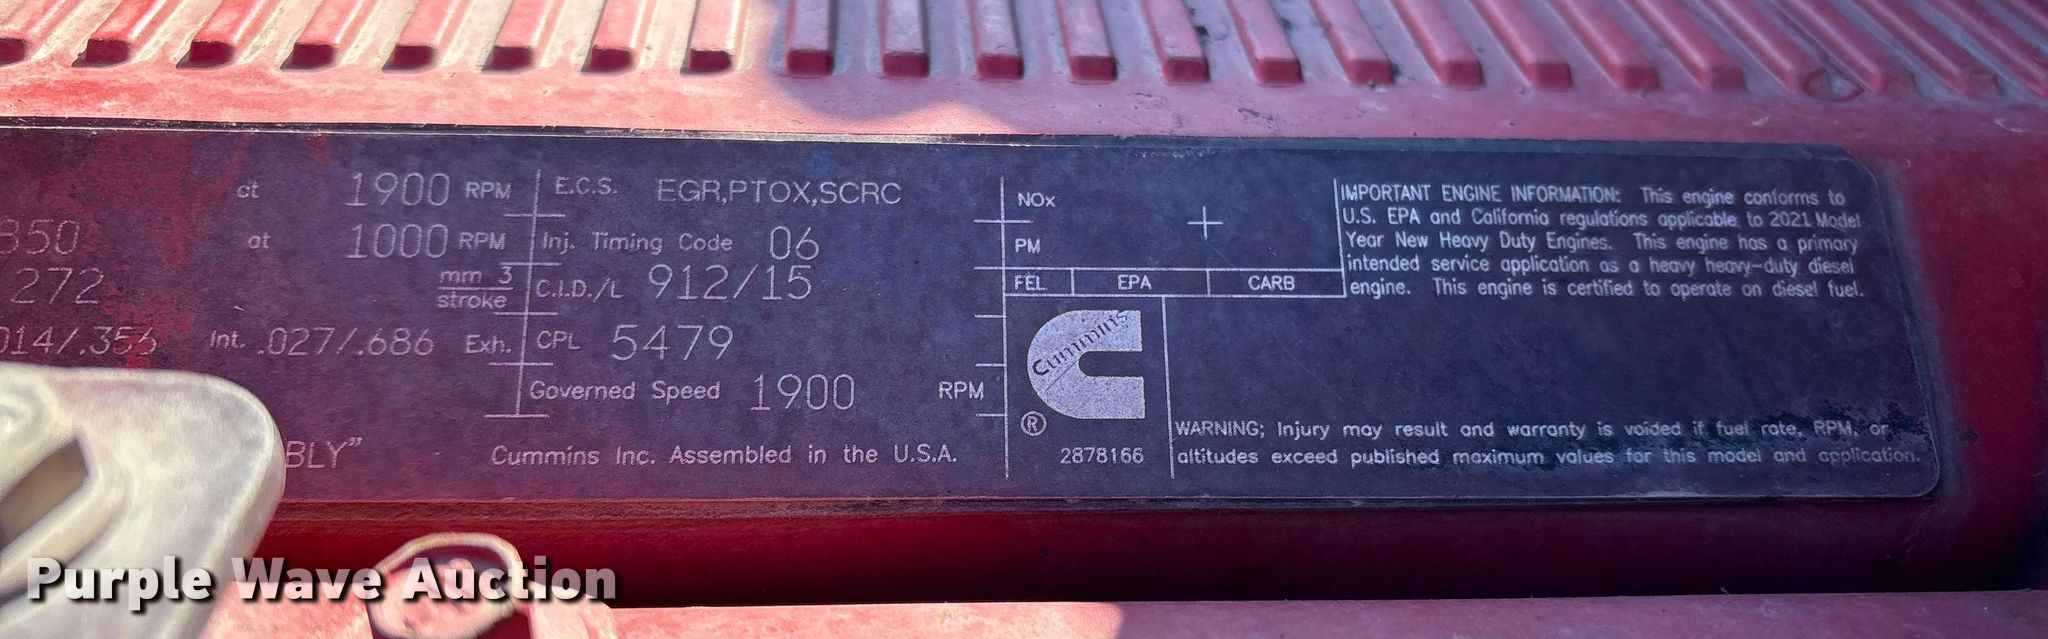 at 1900 RPM
850 at 1000 RPM
272 mm 3 stroke
014/.356 Int. .027/.686 Exh.
BLY”
E.C.S. EGR,PTOX,SCRC
Inj. Timing Code 06
C.I.D./L 912/15
CPL 5479
Governed Speed 1900 RPM
Cummins Inc. Assembled in the U.S.A.
NOx
PM
FEL EPA CARB
Cummins
®
2878166
IMPORTANT ENGINE INFORMATION: This engine conforms to
U.S. EPA and California regulations applicable to 2021 Model
Year New Heavy Duty Engines. This engine has a primary
intended service application as a heavy heavy-duty diesel
engine. This engine is certified to operate on diesel fuel.
WARNING; Injury may result and warranty is voided if fuel rate, RPM, or
altitudes exceed published maximum values for this model and application.
Purple Wave Auction